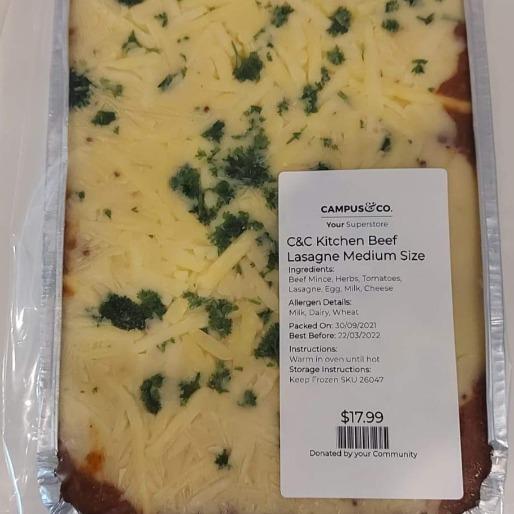 CAMPUS&CO.
Your Superstore
C&C Kitchen Beef
Lasagne Medium Size
Ingredients:
Beef Mince, Herbs, Tomatoes,
Lasagne, Egg, Milk, Cheese
Allergen Details:
Milk, Dairy, Wheat
Packed On: 30/09/2021
Best Before: 22/03/2022
Instructions:
Warm in oven until hot
Storage Instructions:
Keep Frozen SKU 26047
$17.99
Donated by your Community